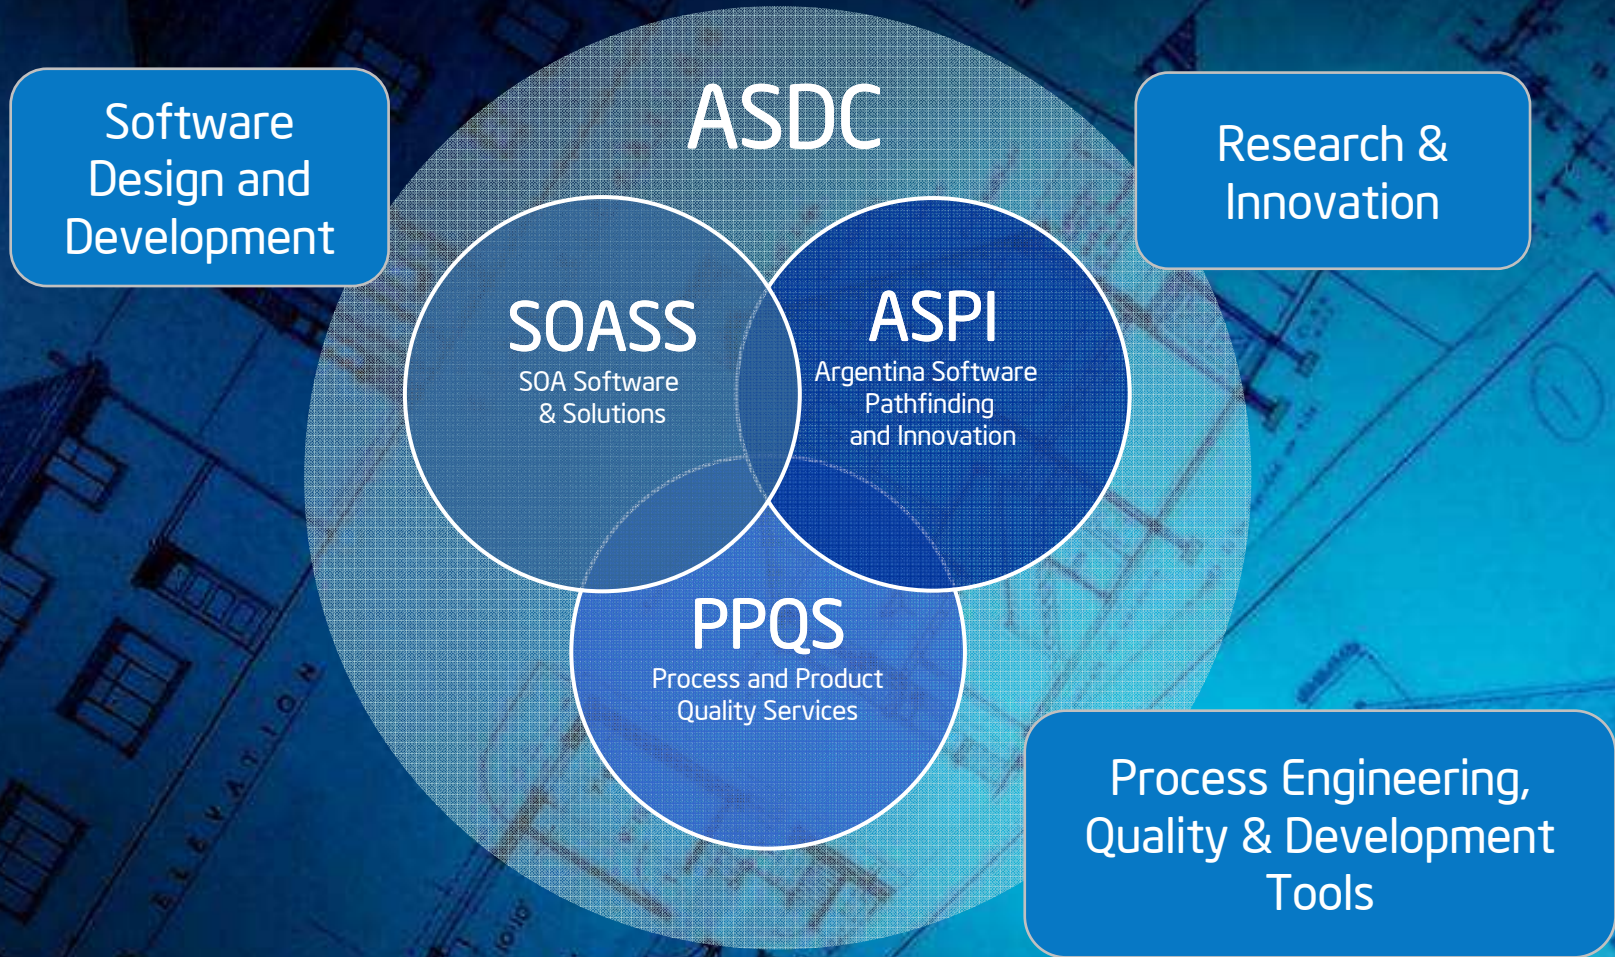 ASDC
Software
Design and
Development
Research &
Innovation
SOASS
SOA Software
& Solutions
ASPI
Argentina Software
Pathfinding
and Innovation
PPQS
Process and Product
Quality Services
Process Engineering,
Quality & Development
Tools
ELEVATION